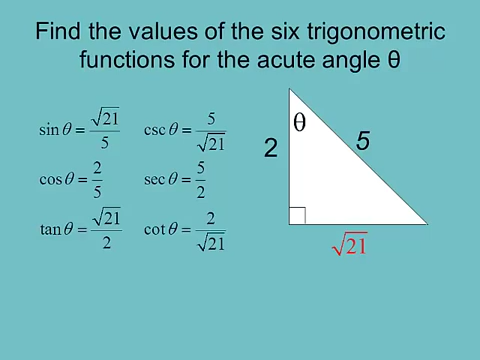 Find the values of the six trigonometric
functions for the acute angle θ
sin θ = √21/5 csc θ = 5/√21
cos θ = 2/5 sec θ = 5/2
tan θ = √21/2 cot θ = 2/√21
θ
2
5
√21